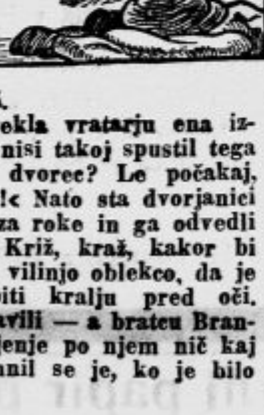 ekla vratarju ena iz-
nisi takoj spustil tega
dvorec? Le počakaj,
!< Nato sta dvorjanici
za roke in ga odvedli
Križ, kraž, kakor bi
vilinjo obleko, da je
iti kralju pred oči.
avili — a bratcu Bran-
jenje po njem nič kaj
nil se je, ko je bilo